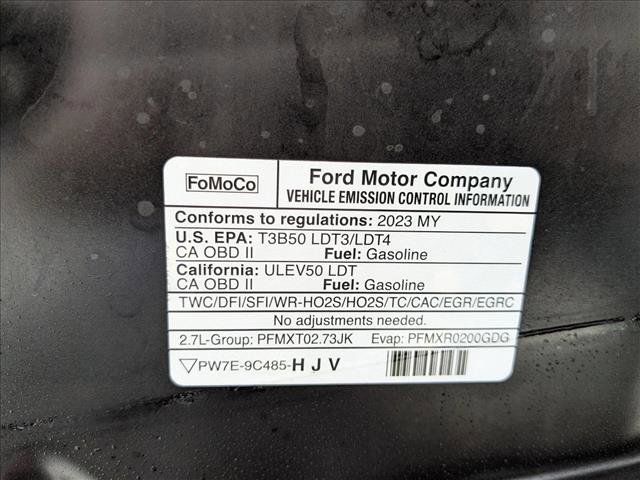 FoMoCo
Ford Motor Company
VEHICLE EMISSION CONTROL INFORMATION
Conforms to regulations: 2023 MY
U.S. EPA: T3B50 LDT3/LDT4
CA OBD II Fuel: Gasoline
California: ULEV50 LDT
CA OBD II Fuel: Gasoline
TWC/DFI/SFI/WR-HO2S/HO2S/TC/CAC/EGR/EGRC
No adjustments needed.
2.7L-Group: PFMXT02.73JK Evap: PFMXR0200GDG
PW7E-9C485-H J V